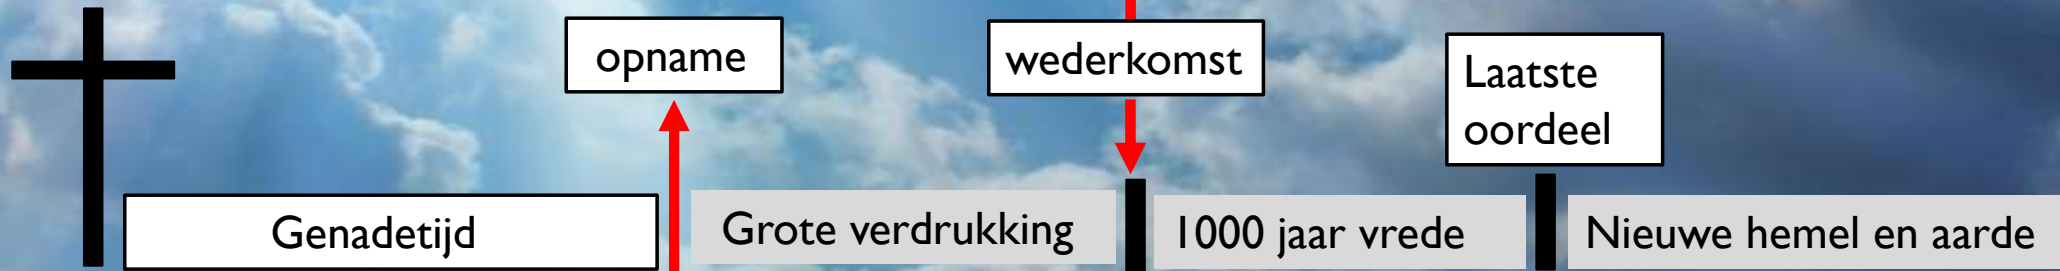 opname
wederkomst
Laatste
oordeel
Genadetijd
Grote verdrukking
1000 jaar vrede
Nieuwe hemel en aarde